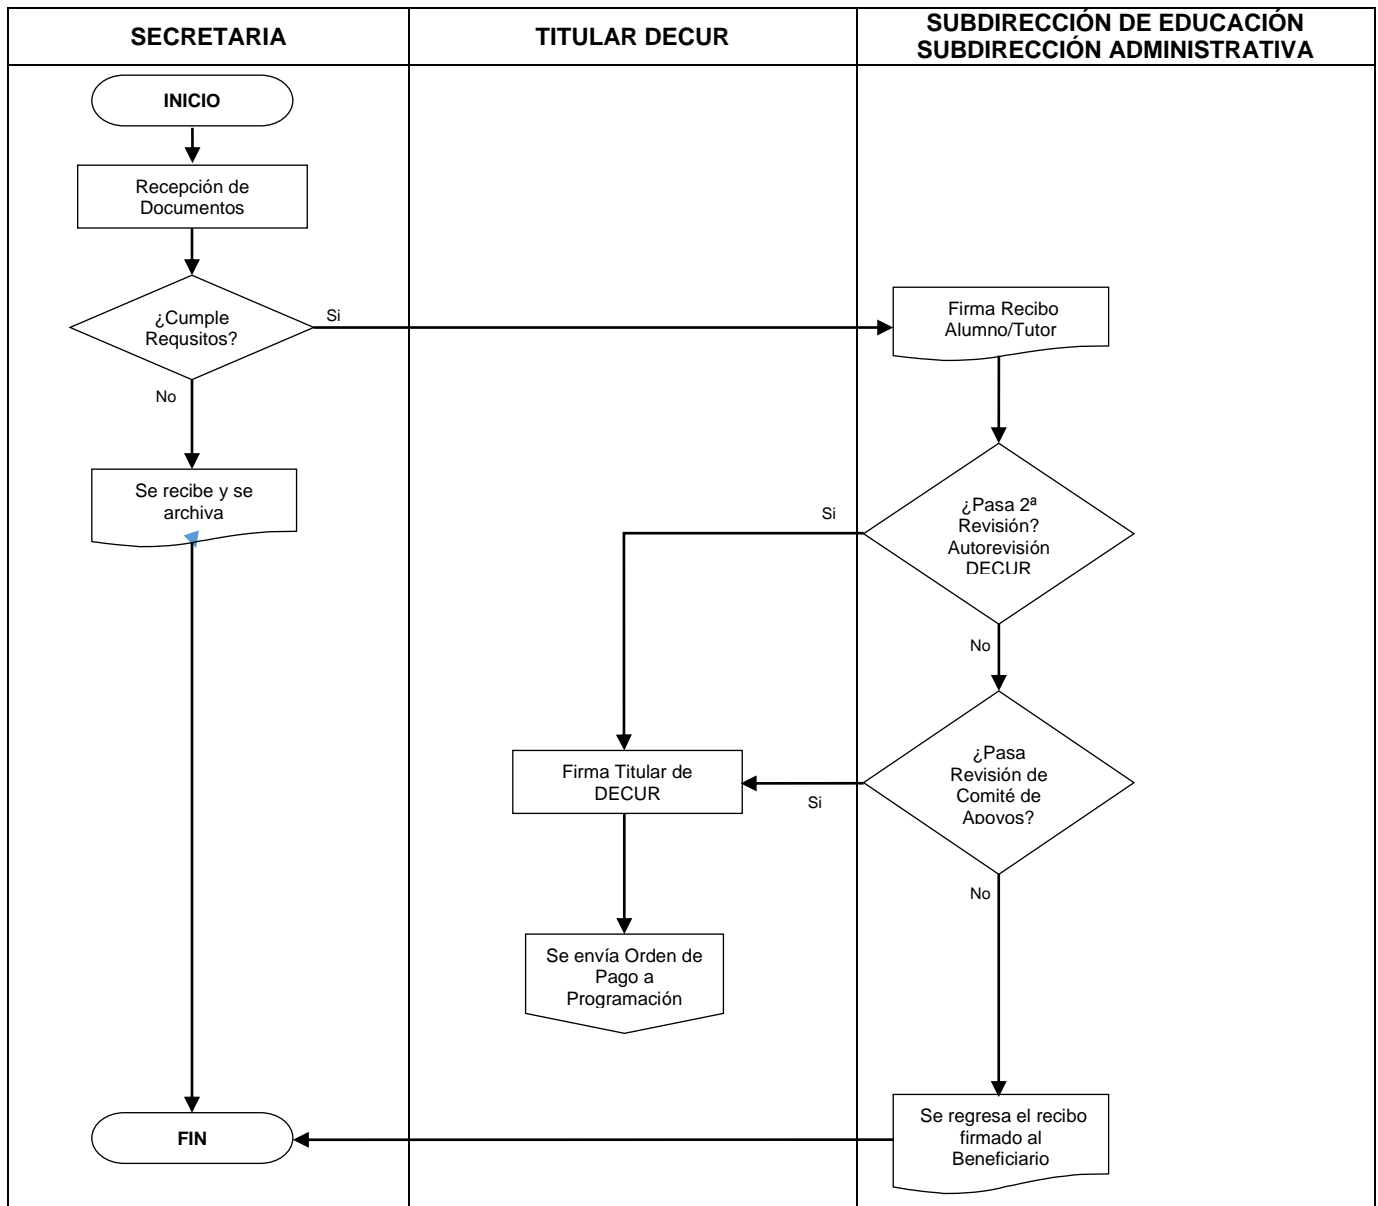 SECRETARIA
TITULAR DECUR
SUBDIRECCIÓN DE EDUCACIÓN
SUBDIRECCIÓN ADMINISTRATIVA
INICIO
Recepción de
Documentos
¿Cumple
Requsitos?
Si
No
Firma Recibo
Alumno/Tutor
Se recibe y se
archiva
¿Pasa 2ª
Revisión?
Autorevisión
DECUR
Si
No
¿Pasa
Revisión de
Comité de
Apoyos?
Si
No
Firma Titular de
DECUR
Se envía Orden de
Pago a
Programación
Se regresa el recibo
firmado al
Beneficiario
FIN